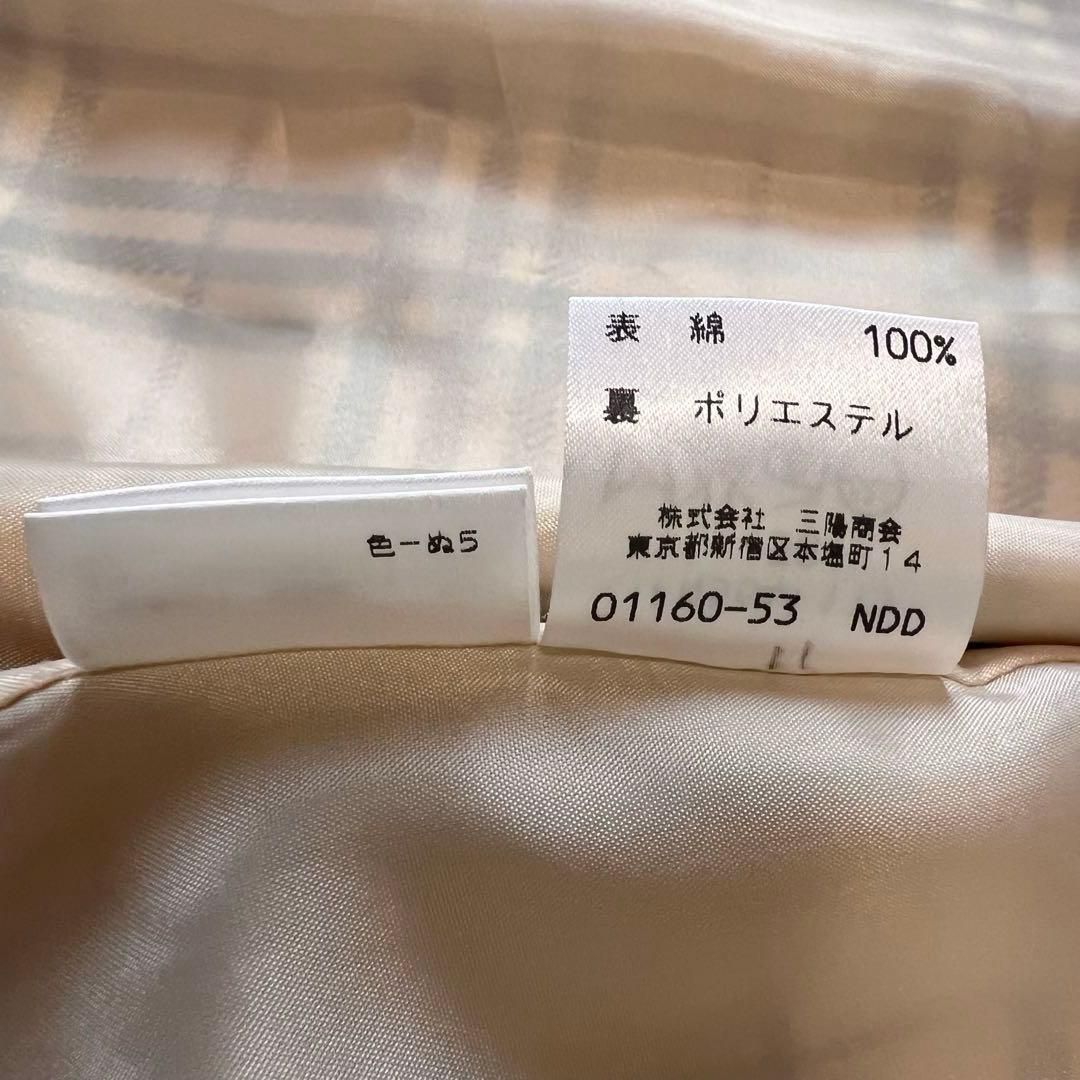 色ーぬ5
表 綿 100%
裏 ポリエステル
株式会社 三陽商会
東京都新宿区本塩町14
01160-53 NDD